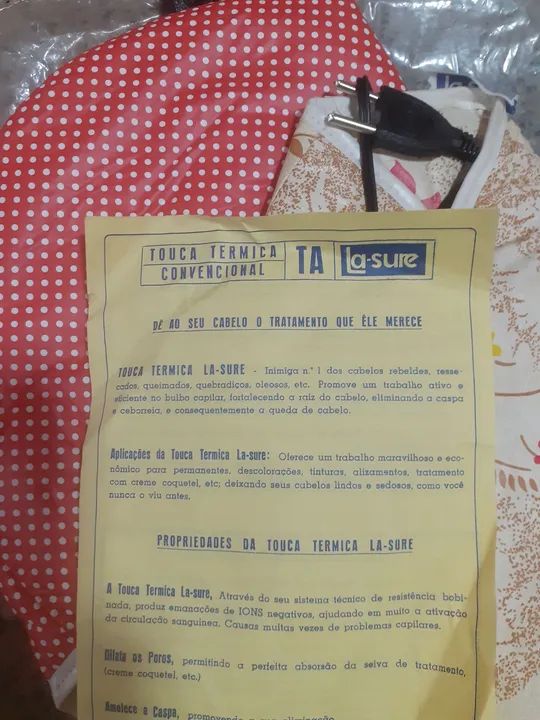 TOUCA TERMICA
CONVENCIONAL
TA
La-sure
DÊ AO SEU CABELO O TRATAMENTO QUE ÊLE MERECE
TOUCA TERMICA LA-SURE - Inimiga n.° 1 dos cabelos rebeldes, resse-
cados, queimados, quebradiços, oleosos, etc. Promove um trabalho ativo e
eficiente no bulbo capilar, fortalecendo a raiz do cabelo, eliminando a caspa
e ceborreia, e consequentemente a queda de cabelo.
Aplicações da Touca Termica La-sure: Oferece um trabalho maravilhoso e eco-
nômico para permanentes, descolorações, tinturas, alizamentos, tratamento
com creme coquetel, etc; deixando seus cabelos lindos e sedosos, como você
nunca o viu antes.
PROPRIEDADES DA TOUCA TERMICA LA-SURE
A Touca Termica La-sure, Através do seu sistema técnico de resistência bobi-
nada, produz emanações de IONS negativos, ajudando em muito a ativação
da circulação sanguinea. Causas muitas vezes de problemas capilares.
Dilata os Poros, permitindo a perfeita absorsão da seiva de tratamento,
(creme coquetel, etc.)
Amolece a Caspa, promovendo a sua eliminação